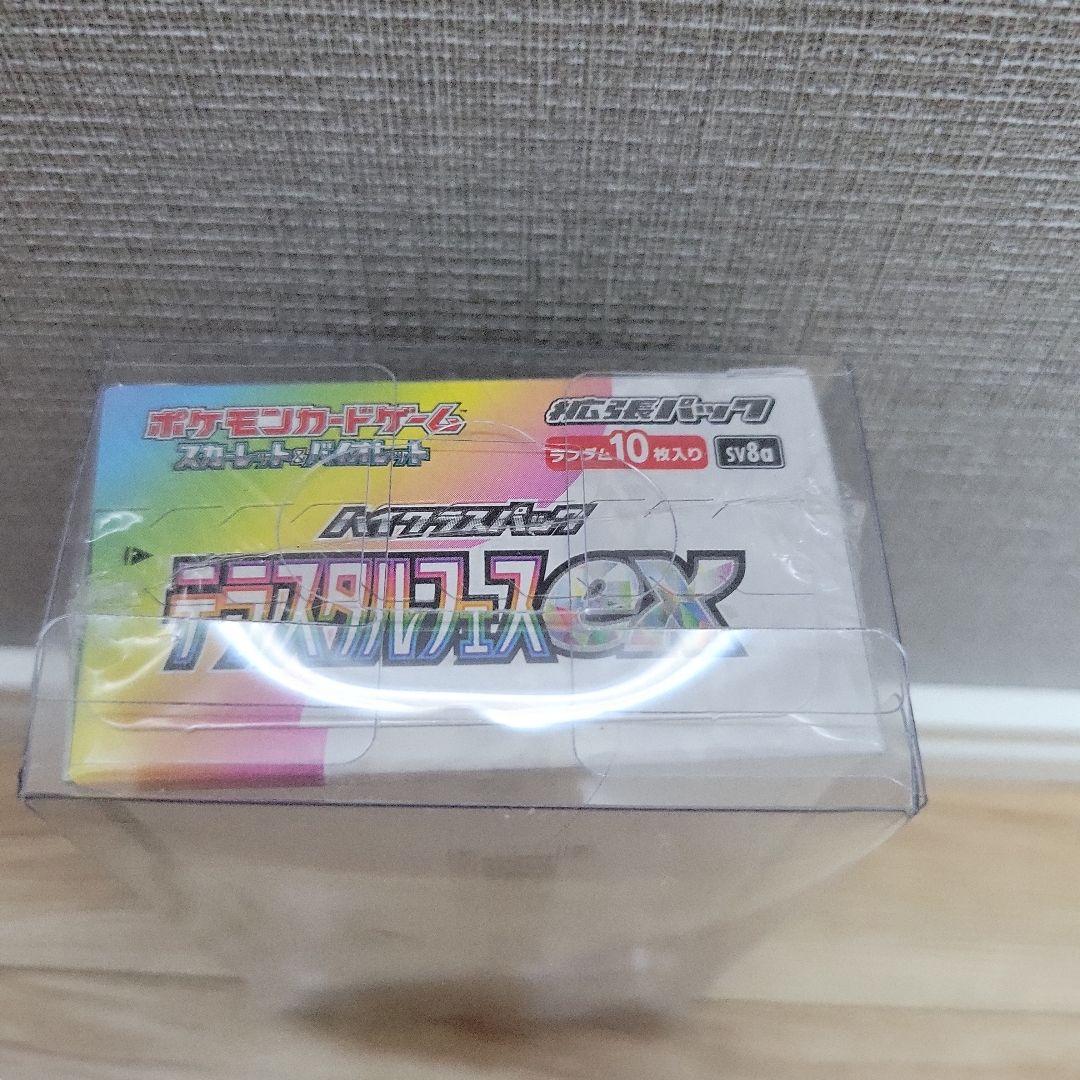 ポケモンカードゲーム
スカーレット&バイオレット
拡張パック
ランダム10枚入り SV8a
ハイクラスパック
テラスタルフェスex